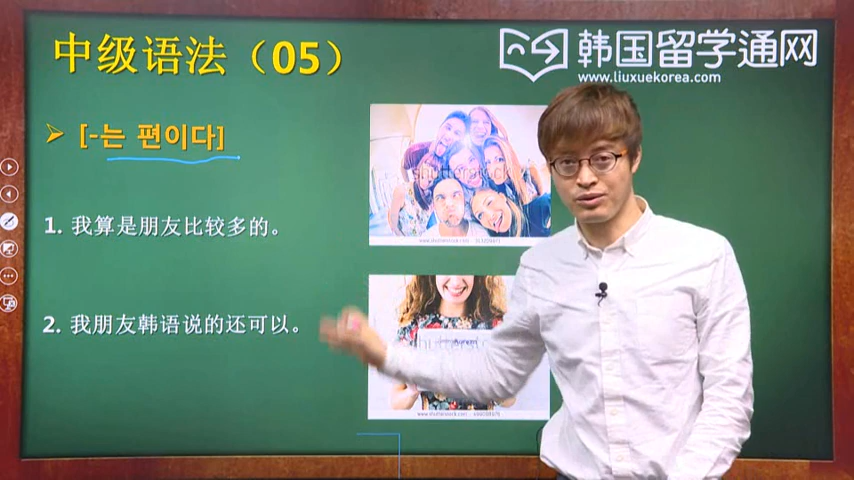 中级语法（05）
韩国留学通网
www.liuxuekorea.com
[-는 편이다]
shutterstock
1. 我算是朋友比较多的。
2. 我朋友韩语说的还可以。